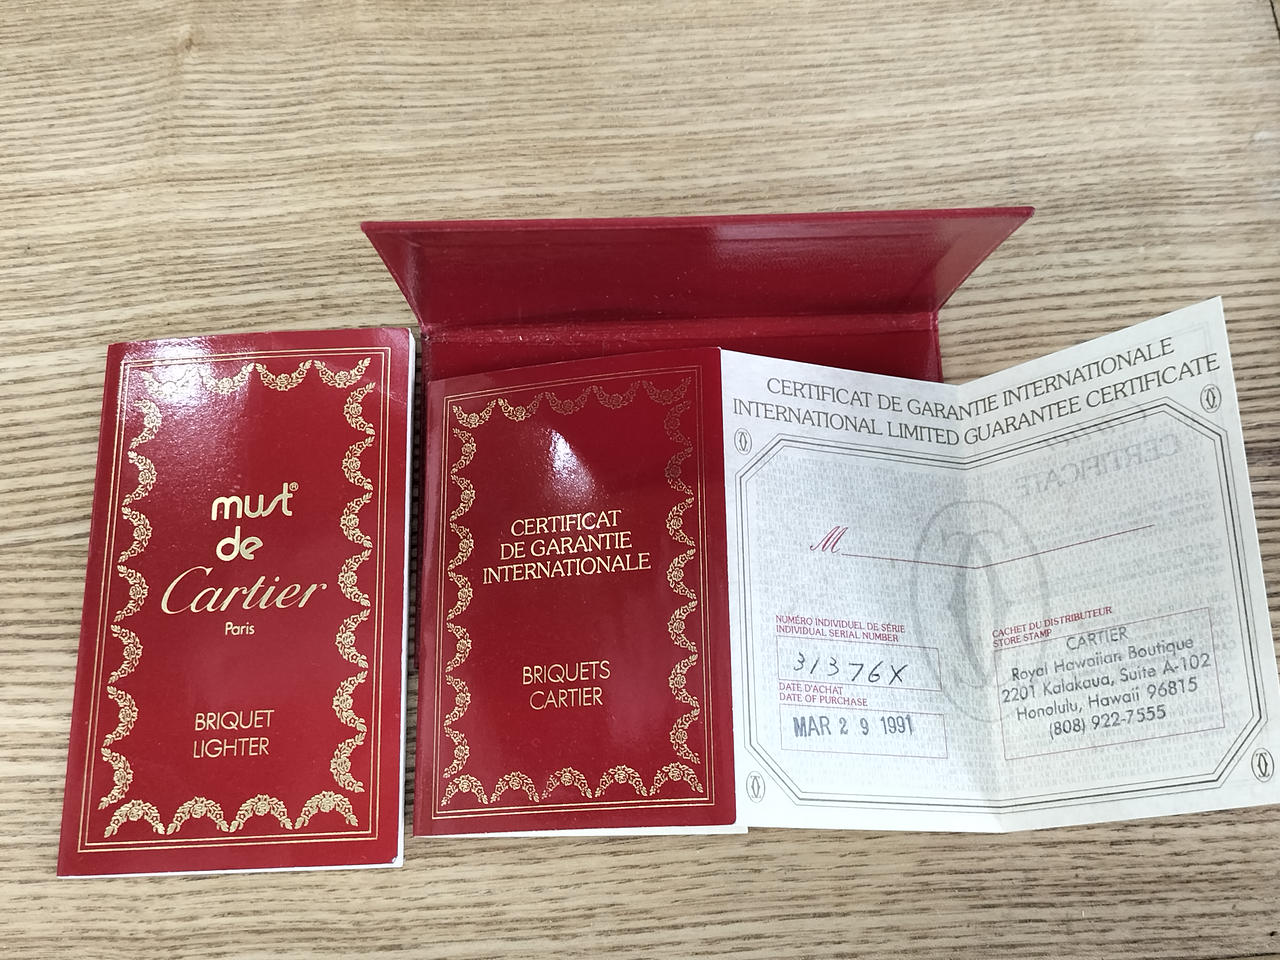 must®
de
Cartier
Paris
BRIQUET
LIGHTER
CERTIFICAT
DE GARANTIE
INTERNATIONALE
BRIQUETS
CARTIER
CERTIFICAT DE GARANTIE INTERNATIONALE
INTERNATIONAL LIMITED GUARANTEE CERTIFICATE
M
NUMÉRO INDIVIDUEL DE SÉRIE
INDIVIDUAL SERIAL NUMBER
31376X
DATE D'ACHAT
DATE OF PURCHASE
MAR 29 1991
CACHET DU DISTRIBUTEUR
STORE STAMP
CARTIER
Royal Hawaiian Boutique
2201 Kalakaua, Suite A-102
Honolulu, Hawaii 96815
(808) 922-7555